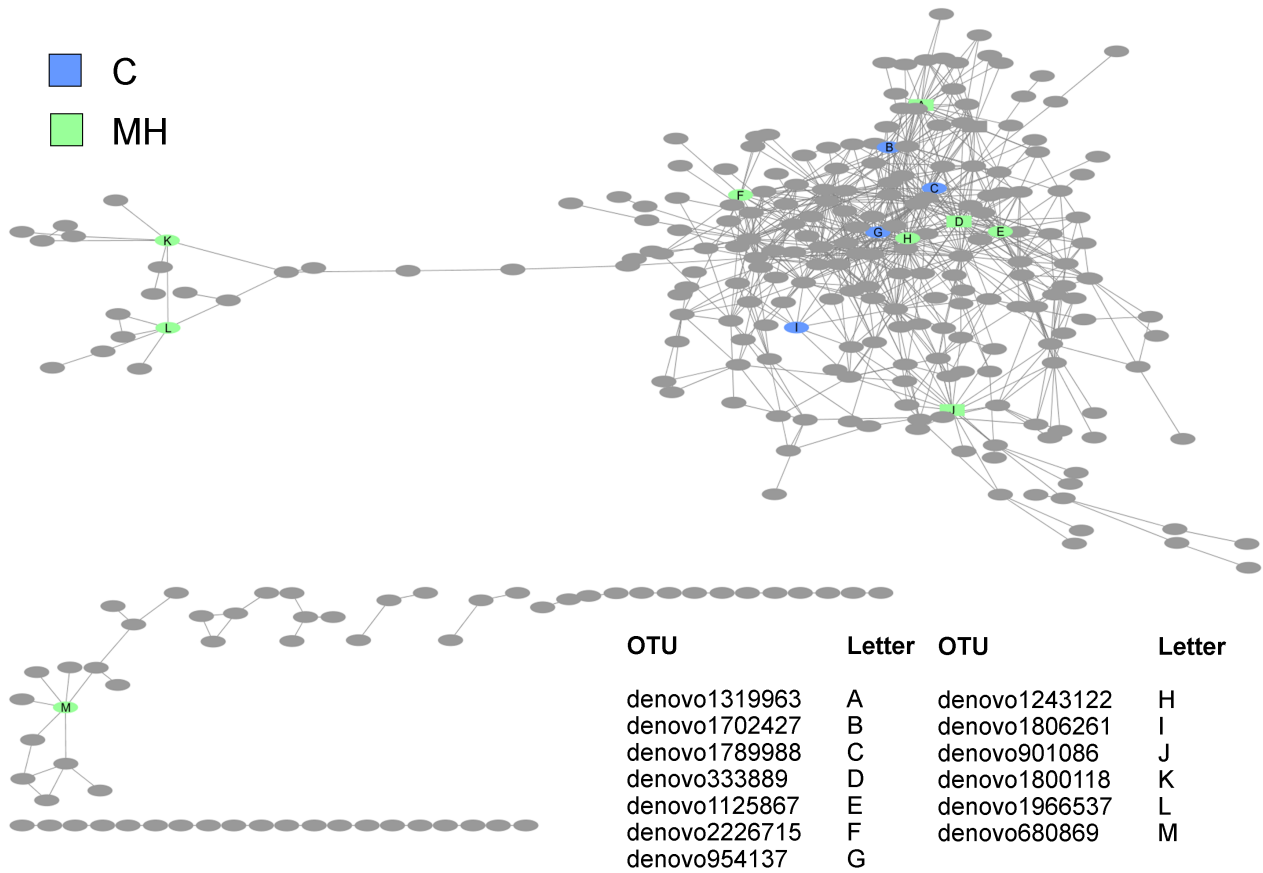 C
MH
A
B
C
F
D
E
G
H
K
L
I
J
M
OTU Letter OTU Letter
denovo1319963 A denovo1243122 H
denovo1702427 B denovo1806261 I
denovo1789988 C denovo901086 J
denovo333889 D denovo1800118 K
denovo1125867 E denovo1966537 L
denovo2226715 F denovo680869 M
denovo954137 G